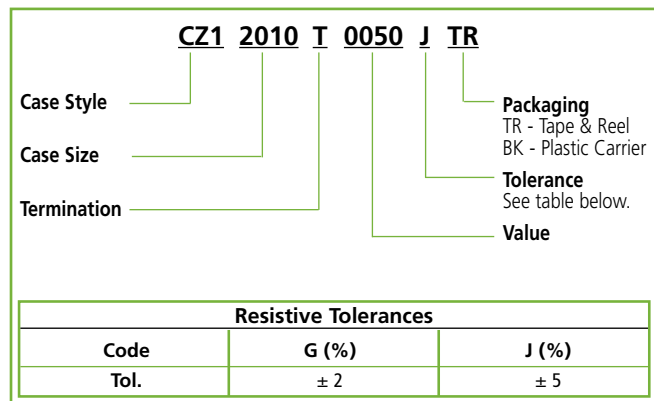 CZ1 2010 T 0050 J TR
Case Style
Case Size
Termination
Packaging
TR - Tape & Reel
BK - Plastic Carrier
Tolerance
See table below.
Value
Resistive Tolerances
Code G (%) J (%)
Tol. ± 2 ± 5